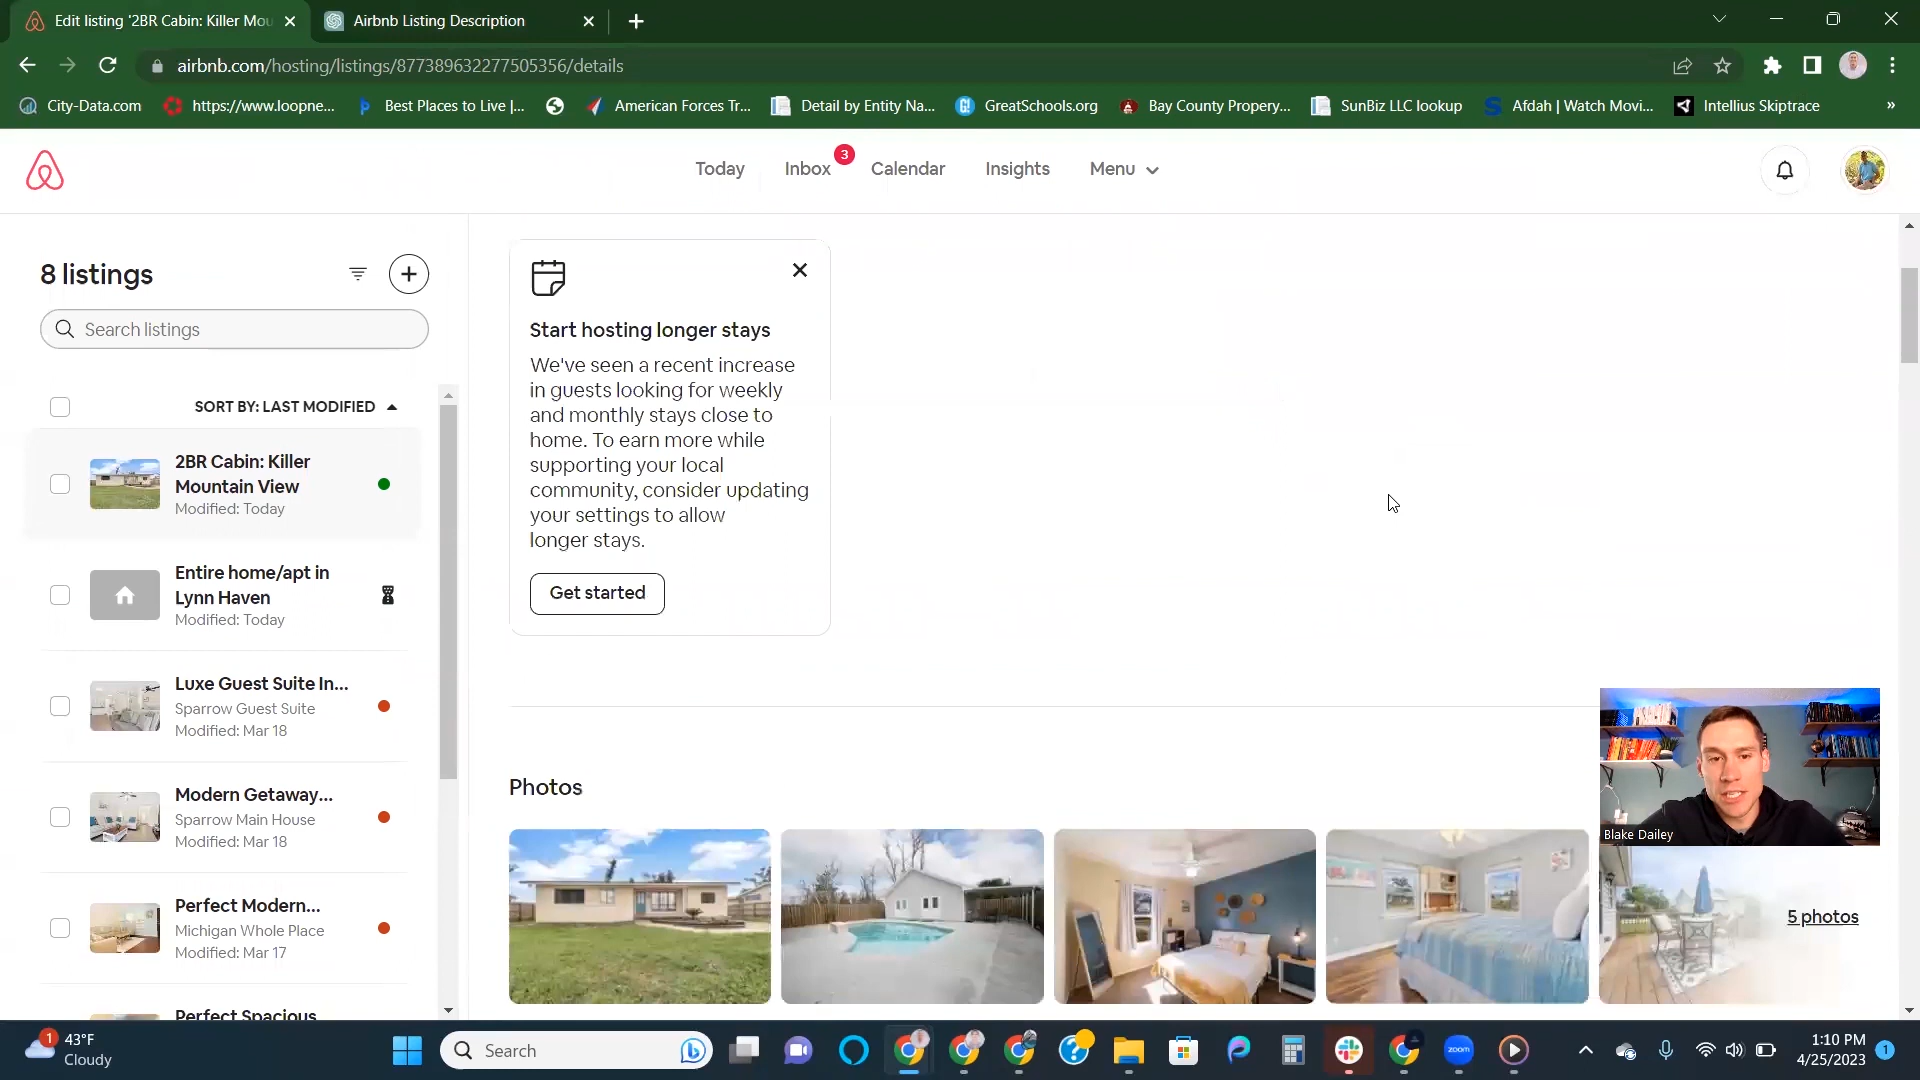 Edit listing '2BR Cabin: Killer Mou
Airbnb Listing Description
airbnb.com/hosting/listings/877389632277505356/details
City-Data.com
https://www.loopne...
Best Places to Live |...
American Forces Tr...
Detail by Entity Na...
GreatSchools.org
Bay County Propery...
SunBiz LLC lookup
Afdah | Watch Movi...
Intellius Skiptrace
»
Today
Inbox
3
Calendar
Insights
Menu
8 listings
Search listings
SORT BY: LAST MODIFIED
2BR Cabin: Killer
Mountain View
Modified: Today
Entire home/apt in
Lynn Haven
Modified: Today
Luxe Guest Suite In...
Sparrow Guest Suite
Modified: Mar 18
Modern Getaway...
Sparrow Main House
Modified: Mar 18
Perfect Modern...
Michigan Whole Place
Modified: Mar 17
Perfect Spacious
Start hosting longer stays
We've seen a recent increase
in guests looking for weekly
and monthly stays close to
home. To earn more while
supporting your local
community, consider updating
your settings to allow
longer stays.
Get started
Photos
5 photos
Blake Dailey
1
43°F
Cloudy
Search
zoom
1:10 PM
4/25/2023
1